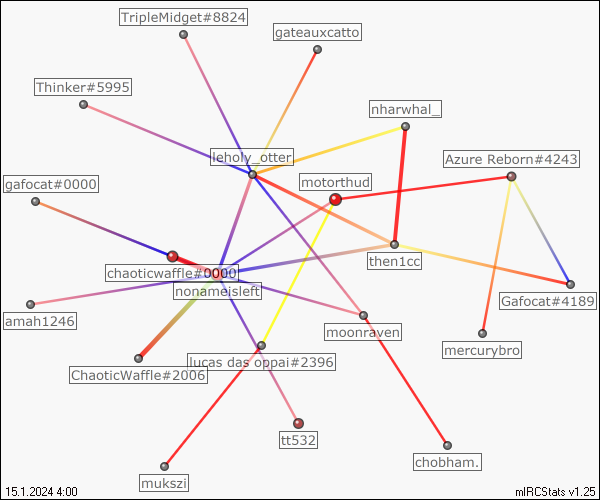 TripleMidget#8824
gateauxcatto
Thinker#5995
nharwhal_
leholy_otter
Azure Reborn#4243
gafocat#0000
motorthud
then1cc
chaoticwaffle#0000
nonameisleft
Gafocat#4189
amah1246
moonraven
mercurybro
lucas das oppai#2396
ChaoticWaffle#2006
tt532
chobham.
mukszi
15.1.2024 4:00
mIRCStats v1.25